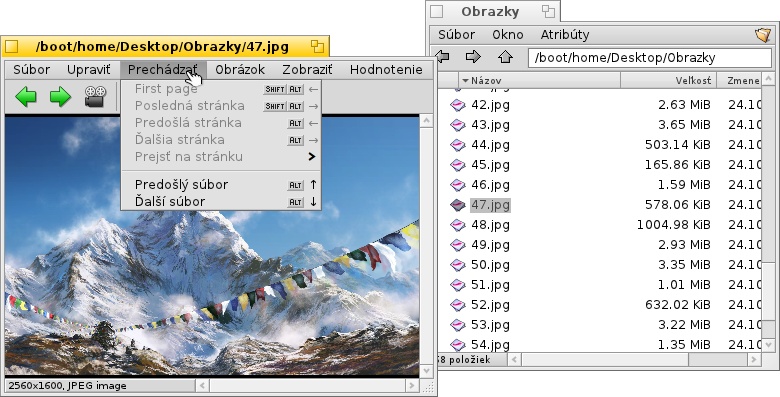 /boot/home/Desktop/Obrazky/47.jpg
Súbor Upraviť Prechádzať Obrázok Zobraziť Hodnotenie
First page SHIFT ALT ←
Posledná stránka SHIFT ALT →
Predošlá stránka ALT ←
Ďalšia stránka ALT →
Prejsť na stránku
Predošlý súbor ALT ↑
Ďalší súbor ALT ↓
2560x1600, JPEG image
Obrazky
Súbor Okno Atribúty
/boot/home/Desktop/Obrazky
Názov Veľkosť Zmene
42.jpg 2.63 MiB 24.10
43.jpg 3.65 MiB 24.10
44.jpg 503.14 KiB 24.10
45.jpg 165.86 KiB 24.10
46.jpg 1.59 MiB 24.10
47.jpg 578.06 KiB 24.10
48.jpg 1004.98 KiB 24.10
49.jpg 2.93 MiB 24.10
50.jpg 3.35 MiB 24.10
51.jpg 1.01 MiB 24.10
52.jpg 632.02 KiB 24.10
53.jpg 3.22 MiB 24.10
54.jpg 1.35 MiB 24.10
položiek